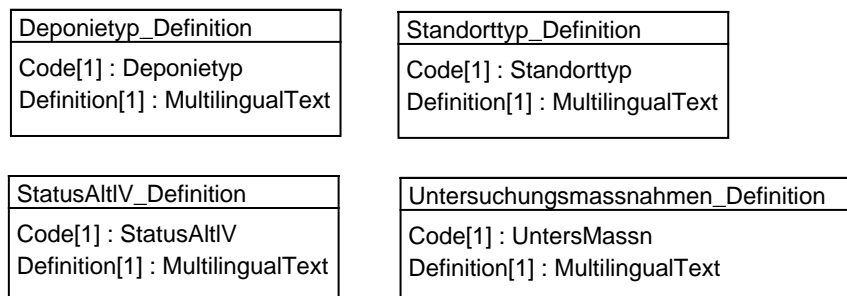 Deponietyp_Definition
Code[1] : Deponietyp
Definition[1] : MultilingualText
Standorttyp_Definition
Code[1] : Standorttyp
Definition[1] : MultilingualText
StatusAltlV_Definition
Code[1] : StatusAltlV
Definition[1] : MultilingualText
Untersuchungsmassnahmen_Definition
Code[1] : UntersMassn
Definition[1] : MultilingualText